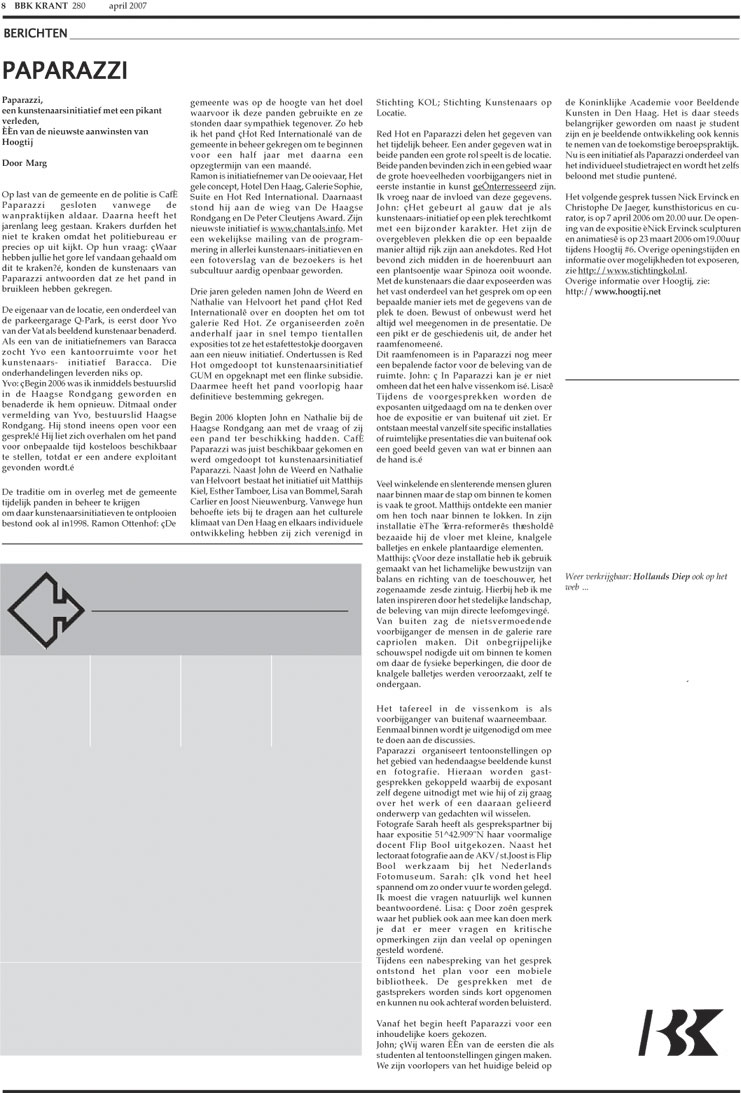 8 BBK KRANT 280 april 2007
BERICHTEN
PAPARAZZI
Paparazzi,
een kunstenaarsinitiatief met een pikant
verleden,
ÈÈn van de nieuwste aanwinsten van
Hoogtij
Door Marg
Op last van de gemeente en de politie is CafÈ
Paparazzi gesloten vanwege de
wanpraktijken aldaar. Daarna heeft het
jarenlang leeg gestaan. Krakers durfden het
niet te kraken omdat het politiebureau er
precies op uit kijkt. Op hun vraag: çWaar
hebben jullie het gore lef vandaan gehaald om
dit te kraken?é, konden de kunstenaars van
Paparazzi antwoorden dat ze het pand in
bruikleen hebben gekregen.
De eigenaar van de locatie, een onderdeel van
de parkeergarage Q-Park, is eerst door Yvo
van der Vat als beeldend kunstenaar benaderd.
Als een van de initiatiefnemers van Baracca
zocht Yvo een kantoorruimte voor het
kunstenaars- initiatief Baracca. Die
onderhandelingen leverden niks op.
Yvo: çBegin 2006 was ik inmiddels bestuurslid
in de Haagse Rondgang geworden en
benaderde ik hem opnieuw. Ditmaal onder
vermelding van Yvo, bestuurslid Haagse
Rondgang. Hij stond ineens open voor een
gesprek!é Hij liet zich overhalen om het pand
voor onbepaalde tijd kosteloos beschikbaar
te stellen, totdat er een andere exploitant
gevonden wordt.é
De traditie om in overleg met de gemeente
tijdelijk panden in beheer te krijgen
om daar kunstenaarsinitiatieven te ontplooien
bestond ook al in1998. Ramon Ottenhof: çDe
gemeente was op de hoogte van het doel
waarvoor ik deze panden gebruikte en ze
stonden daar sympathiek tegenover. Zo heb
ik het pand çHot Red Internationalé van de
gemeente in beheer gekregen om te beginnen
voor een half jaar met daarna een
opzegtermijn van een maandé.
Ramon is initiatiefnemer van De ooievaar, Het
gele concept, Hotel Den Haag, Galerie Sophie,
Suite en Hot Red International. Daarnaast
stond hij aan de wieg van De Haagse
Rondgang en De Peter Cleutjens Award. Zijn
nieuwste initiatief is www.chantals.info. Met
een wekelijkse mailing van de program-
mering in allerlei kunstenaars-initiatieven en
een fotoverslag van de bezoekers is het
subcultuur aardig openbaar geworden.
Drie jaren geleden namen John de Weerd en
Nathalie van Helvoort het pand çHot Red
Internationalé over en doopten het om tot
galerie Red Hot. Ze organiseerden zoên
anderhalf jaar in snel tempo tientallen
exposities tot ze het estafettestokje doorgaven
aan een nieuw initiatief. Ondertussen is Red
Hot omgedoopt tot kunstenaarsinitiatief
GUM en opgeknapt met een flinke subsidie.
Daarmee heeft het pand voorlopig haar
definitieve bestemming gekregen.
Begin 2006 klopten John en Nathalie bij de
Haagse Rondgang aan met de vraag of zij
een pand ter beschikking hadden. CafÈ
Paparazzi was juist beschikbaar gekomen en
werd omgedoopt tot kunstenaarsinitiatief
Paparazzi. Naast John de Weerd en Nathalie
van Helvoort bestaat het initiatief uit Matthijs
Kiel, Esther Tamboer, Lisa van Bommel, Sarah
Carlier en Joost Nieuwenburg. Vanwege hun
behoefte iets bij te dragen aan het culturele
klimaat van Den Haag en elkaars individuele
ontwikkeling hebben zij zich verenigd in
Stichting KOL; Stichting Kunstenaars op
Locatie.
Red Hot en Paparazzi delen het gegeven van
het tijdelijk beheer. Een ander gegeven wat in
beide panden een grote rol speelt is de locatie.
Beide panden bevinden zich in een gebied waar
de grote hoeveelheden voorbijgangers niet in
eerste instantie in kunst geÔnterresseerd zijn.
Ik vroeg naar de invloed van deze gegevens.
John: çHet gebeurt al gauw dat je als
kunstenaars-initiatief op een plek terechtkomt
met een bijzonder karakter. Het zijn de
overgebleven plekken die op een bepaalde
manier altijd rijk zijn aan anekdotes. Red Hot
bevond zich midden in de hoerenbuurt aan
een plantsoentje waar Spinoza ooit woonde.
Met de kunstenaars die daar exposeerden was
het vast onderdeel van het gesprek om op een
bepaalde manier iets met de gegevens van de
plek te doen. Bewust of onbewust werd het
altijd wel meegenomen in de presentatie. De
een pikt er de geschiedenis uit, de ander het
raamfenomeené.
Dit raamfenomeen is in Paparazzi nog meer
een bepalende factor voor de beleving van de
ruimte. John: ç In Paparazzi kan je er niet
omheen dat het een halve vissenkom isé. Lisa:ê
Tijdens de voorgesprekken worden de
exposanten uitgedaagd om na te denken over
hoe de expositie er van buitenaf uit ziet. Er
ontstaan meestal vanzelf site specific installaties
of ruimtelijke presentaties die van buitenaf ook
een goed beeld geven van wat er binnen aan
de hand is.é
Veel winkelende en slenterende mensen gluren
naar binnen maar de stap om binnen te komen
is vaak te groot. Matthijs ontdekte een manier
om hen toch naar binnen te lokken. In zijn
installatie ëThe Terra-reformerês thesholdê
bezaaide hij de vloer met kleine, knalgele
balletjes en enkele plantaardige elementen.
Matthijs: çVoor deze installatie heb ik gebruik
gemaakt van het lichamelijke bewustzijn van
balans en richting van de toeschouwer, het
zogenaamde zesde zintuig. Hierbij heb ik me
laten inspireren door het stedelijke landschap,
de beleving van mijn directe leefomgevingé.
Van buiten zag de nietsvermoedende
voorbijganger de mensen in de galerie rare
capriolen maken. Dit onbegrijpelijke
schouwspel nodigde uit om binnen te komen
om daar de fysieke beperkingen, die door de
knalgele balletjes werden veroorzaakt, zelf te
ondergaan.
Het tafereel in de vissenkom is als
voorbijganger van buitenaf waarneembaar.
Eenmaal binnen wordt je uitgenodigd om mee
te doen aan de discussies.
Paparazzi organiseert tentoonstellingen op
het gebied van hedendaagse beeldende kunst
en fotografie. Hieraan worden gast-
gesprekken gekoppeld waarbij de exposant
zelf degene uitnodigt met wie hij of zij graag
over het werk of een daaraan gelieerd
onderwerp van gedachten wil wisselen.
Fotografe Sarah heeft als gesprekspartner bij
haar expositie 51^42.909"N haar voormalige
docent Flip Bool uitgekozen. Naast het
lectoraat fotografie aan de AKV/st.Joost is Flip
Bool werkzaam bij het Nederlands
Fotomuseum. Sarah: çIk vond het heel
spannend om zo onder vuur te worden gelegd.
Ik moest die vragen natuurlijk wel kunnen
beantwoordené. Lisa: ç Door zoên gesprek
waar het publiek ook aan mee kan doen merk
je dat er meer vragen en kritische
opmerkingen zijn dan veelal op openingen
gesteld wordené.
Tijdens een nabespreking van het gesprek
ontstond het plan voor een mobiele
bibliotheek. De gesprekken met de
gastsprekers worden sinds kort opgenomen
en kunnen nu ook achteraf worden beluisterd.
Vanaf het begin heeft Paparazzi voor een
inhoudelijke koers gekozen.
John; çWij waren ÈÈn van de eersten die als
studenten al tentoonstellingen gingen maken.
We zijn voorlopers van het huidige beleid op
de Koninklijke Academie voor Beeldende
Kunsten in Den Haag. Het is daar steeds
belangrijker geworden om naast je student
zijn en je beeldende ontwikkeling ook kennis
te nemen van de toekomstige beroepspraktijk.
Nu is een initiatief als Paparazzi onderdeel van
het individueel studietraject en wordt het zelfs
beloond met studie puntené.
Het volgende gesprek tussen Nick Ervinck en
Christophe De Jaeger, kunsthistoricus en cu-
rator, is op 7 april 2006 om 20.00 uur. De open-
ing van de expositie ëNick Ervinck sculpturen
en animatiesê is op 23 maart 2006 om19.00uur
tijdens Hoogtij #6. Overige openingstijden en
informatie over mogelijkheden tot exposeren,
zie http://www.stichtingkol.nl.
Overige informatie over Hoogtij, zie:
http://www.hoogtij.net
Weer verkrijgbaar: Hollands Diep ook op het
web ...
BBK